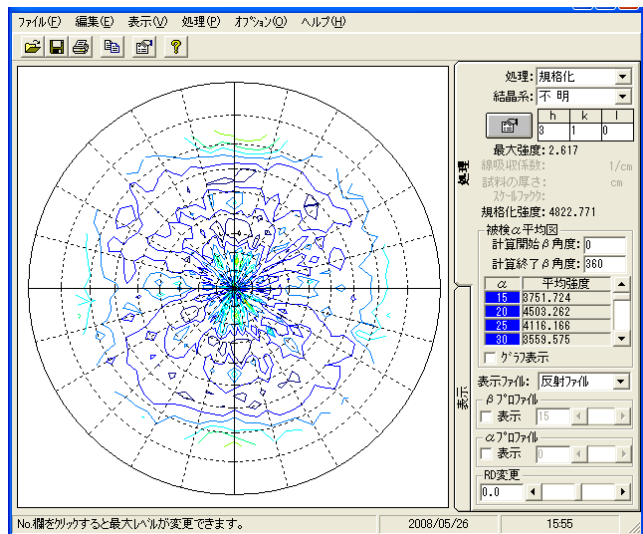 ファイル(F) 編集(E) 表示(V) 処理(P) オプション(O) ヘルプ(H)
処理: 規格化
結晶系: 不 明
h k l
3 1 0
最大強度: 2.617
線吸収係数: 1/cm
試料の厚さ: cm
スケールファクタ:
規格化強度: 4822.771
被検α平均図
計算開始β角度: 0
計算終了β角度: 360
α 平均強度
15 3751.724
20 4503.262
25 4116.166
30 3559.575
グラフ表示
表示ファイル: 反射ファイル
βプロファイル
表示 15
αプロファイル
表示 0
RD変更
0.0
処理
表示
No.欄をクリックすると最大レベルが変更できます。 2008/05/26 15:55